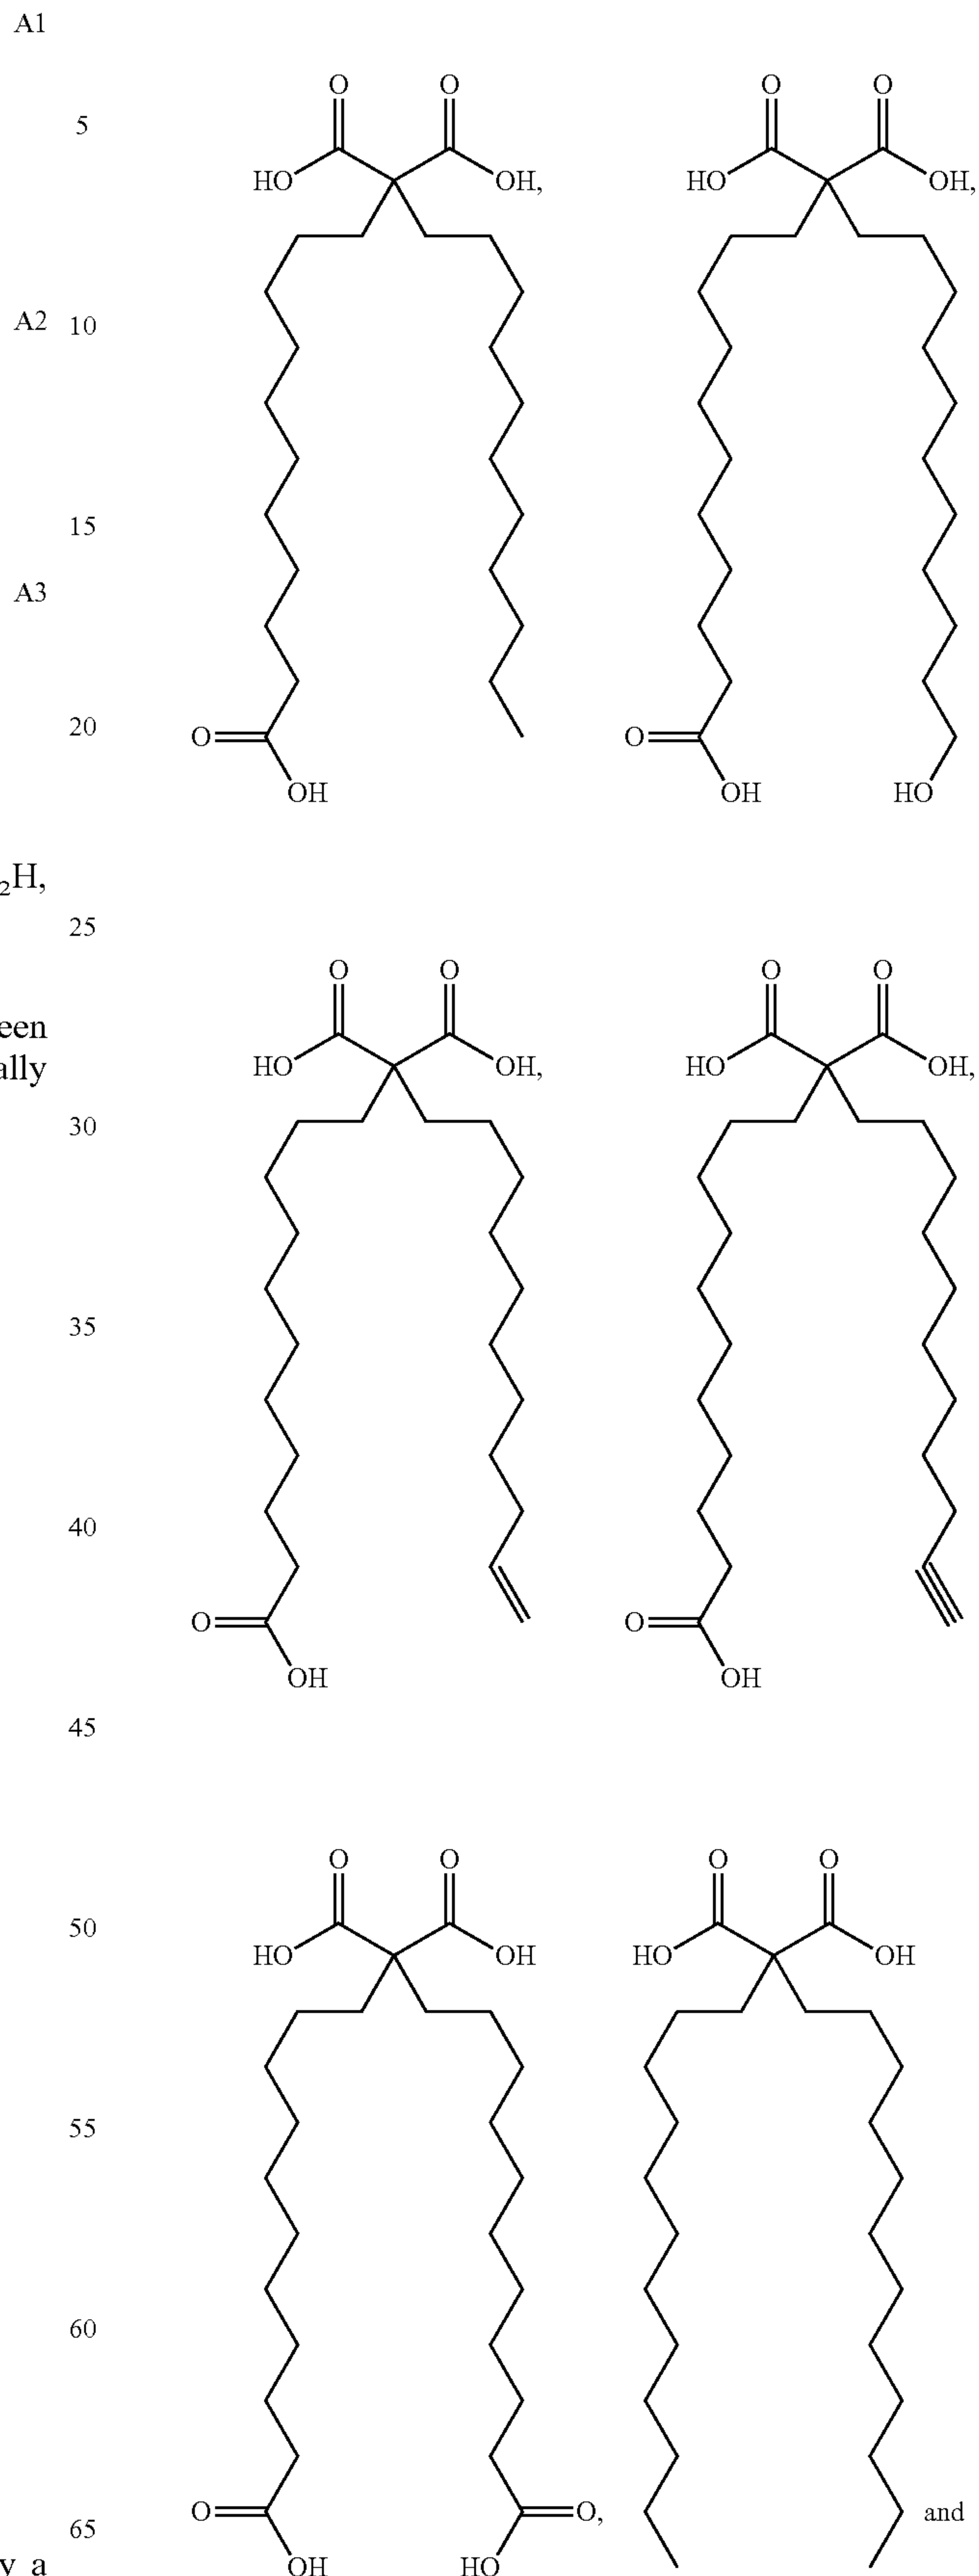 A1
O O O O
5
HO OH, HO OH,
A2 10
15
A3
20 O O
OH OH HO
₂H,
25
O O O O
een
HO OH, HO OH,
ally
30
35
40
O O
OH OH
45
O O O O
50
HO OH HO OH
55
60
O O, and
65
v a OH HO